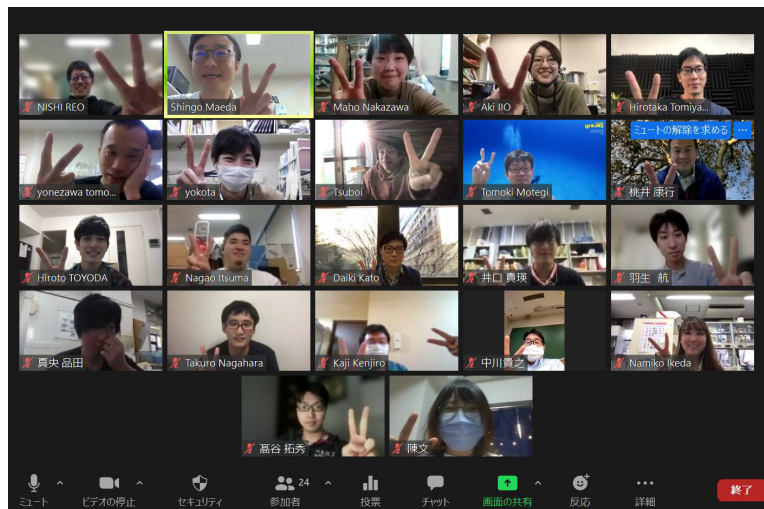 NISHI REO
Shingo Maeda
Maho Nakazawa
Aki IIO
Hirotaka Tomiya...
yonezawa tomo...
yokota
Tsuboi
Tomoki Motegi
ミュートの解除を求める ...
桃井 康行
Hiroto TOYODA
Nagao Itsuma
Daiki Kato
井口 貴瑛
羽生 航
真央 品田
Takuro Nagahara
Kaji Kenjiro
中川貴之
Namiko Ikeda
髙谷 拓秀
陳文
ミュート
ビデオの停止
セキュリティ
24
参加者
投票
チャット
画面の共有
反応
詳細
終了